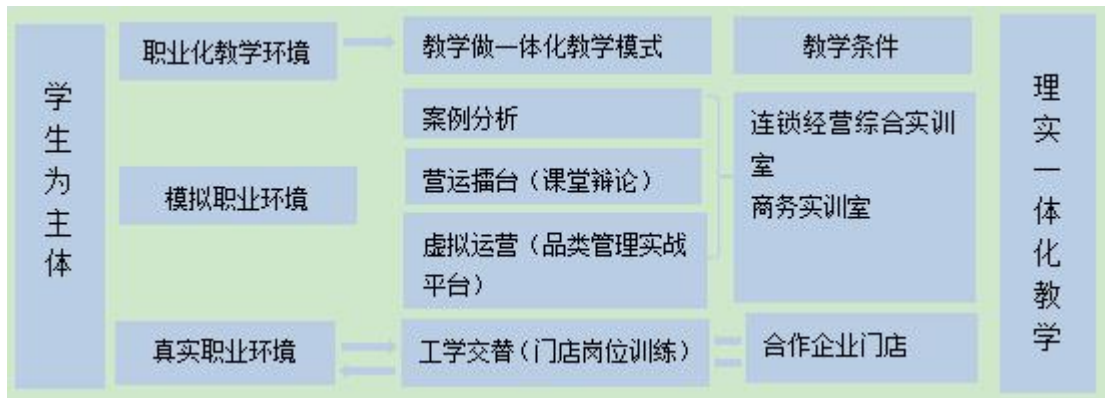 学生为主体
职业化教学环境
教学做一体化教学模式
教学条件
案例分析
营运擂台（课堂辩论）
模拟职业环境
虚拟运营（品类管理实战
平台）
连锁经营综合实训
室
商务实训室
真实职业环境
工学交替（门店岗位训练）
合作企业门店
理实一体化教学